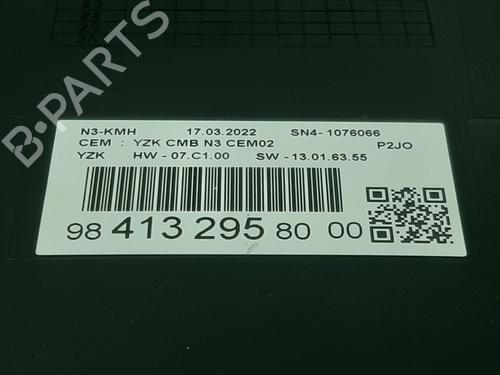 B-PARTS
N3-KMH 17.03.2022 SN4- 1076066
CEM : YZK CMB N3 CEM02 P2JO
YZK HW - 07.C1.00 SW - 13.01.63.55
98 413 295 80 00